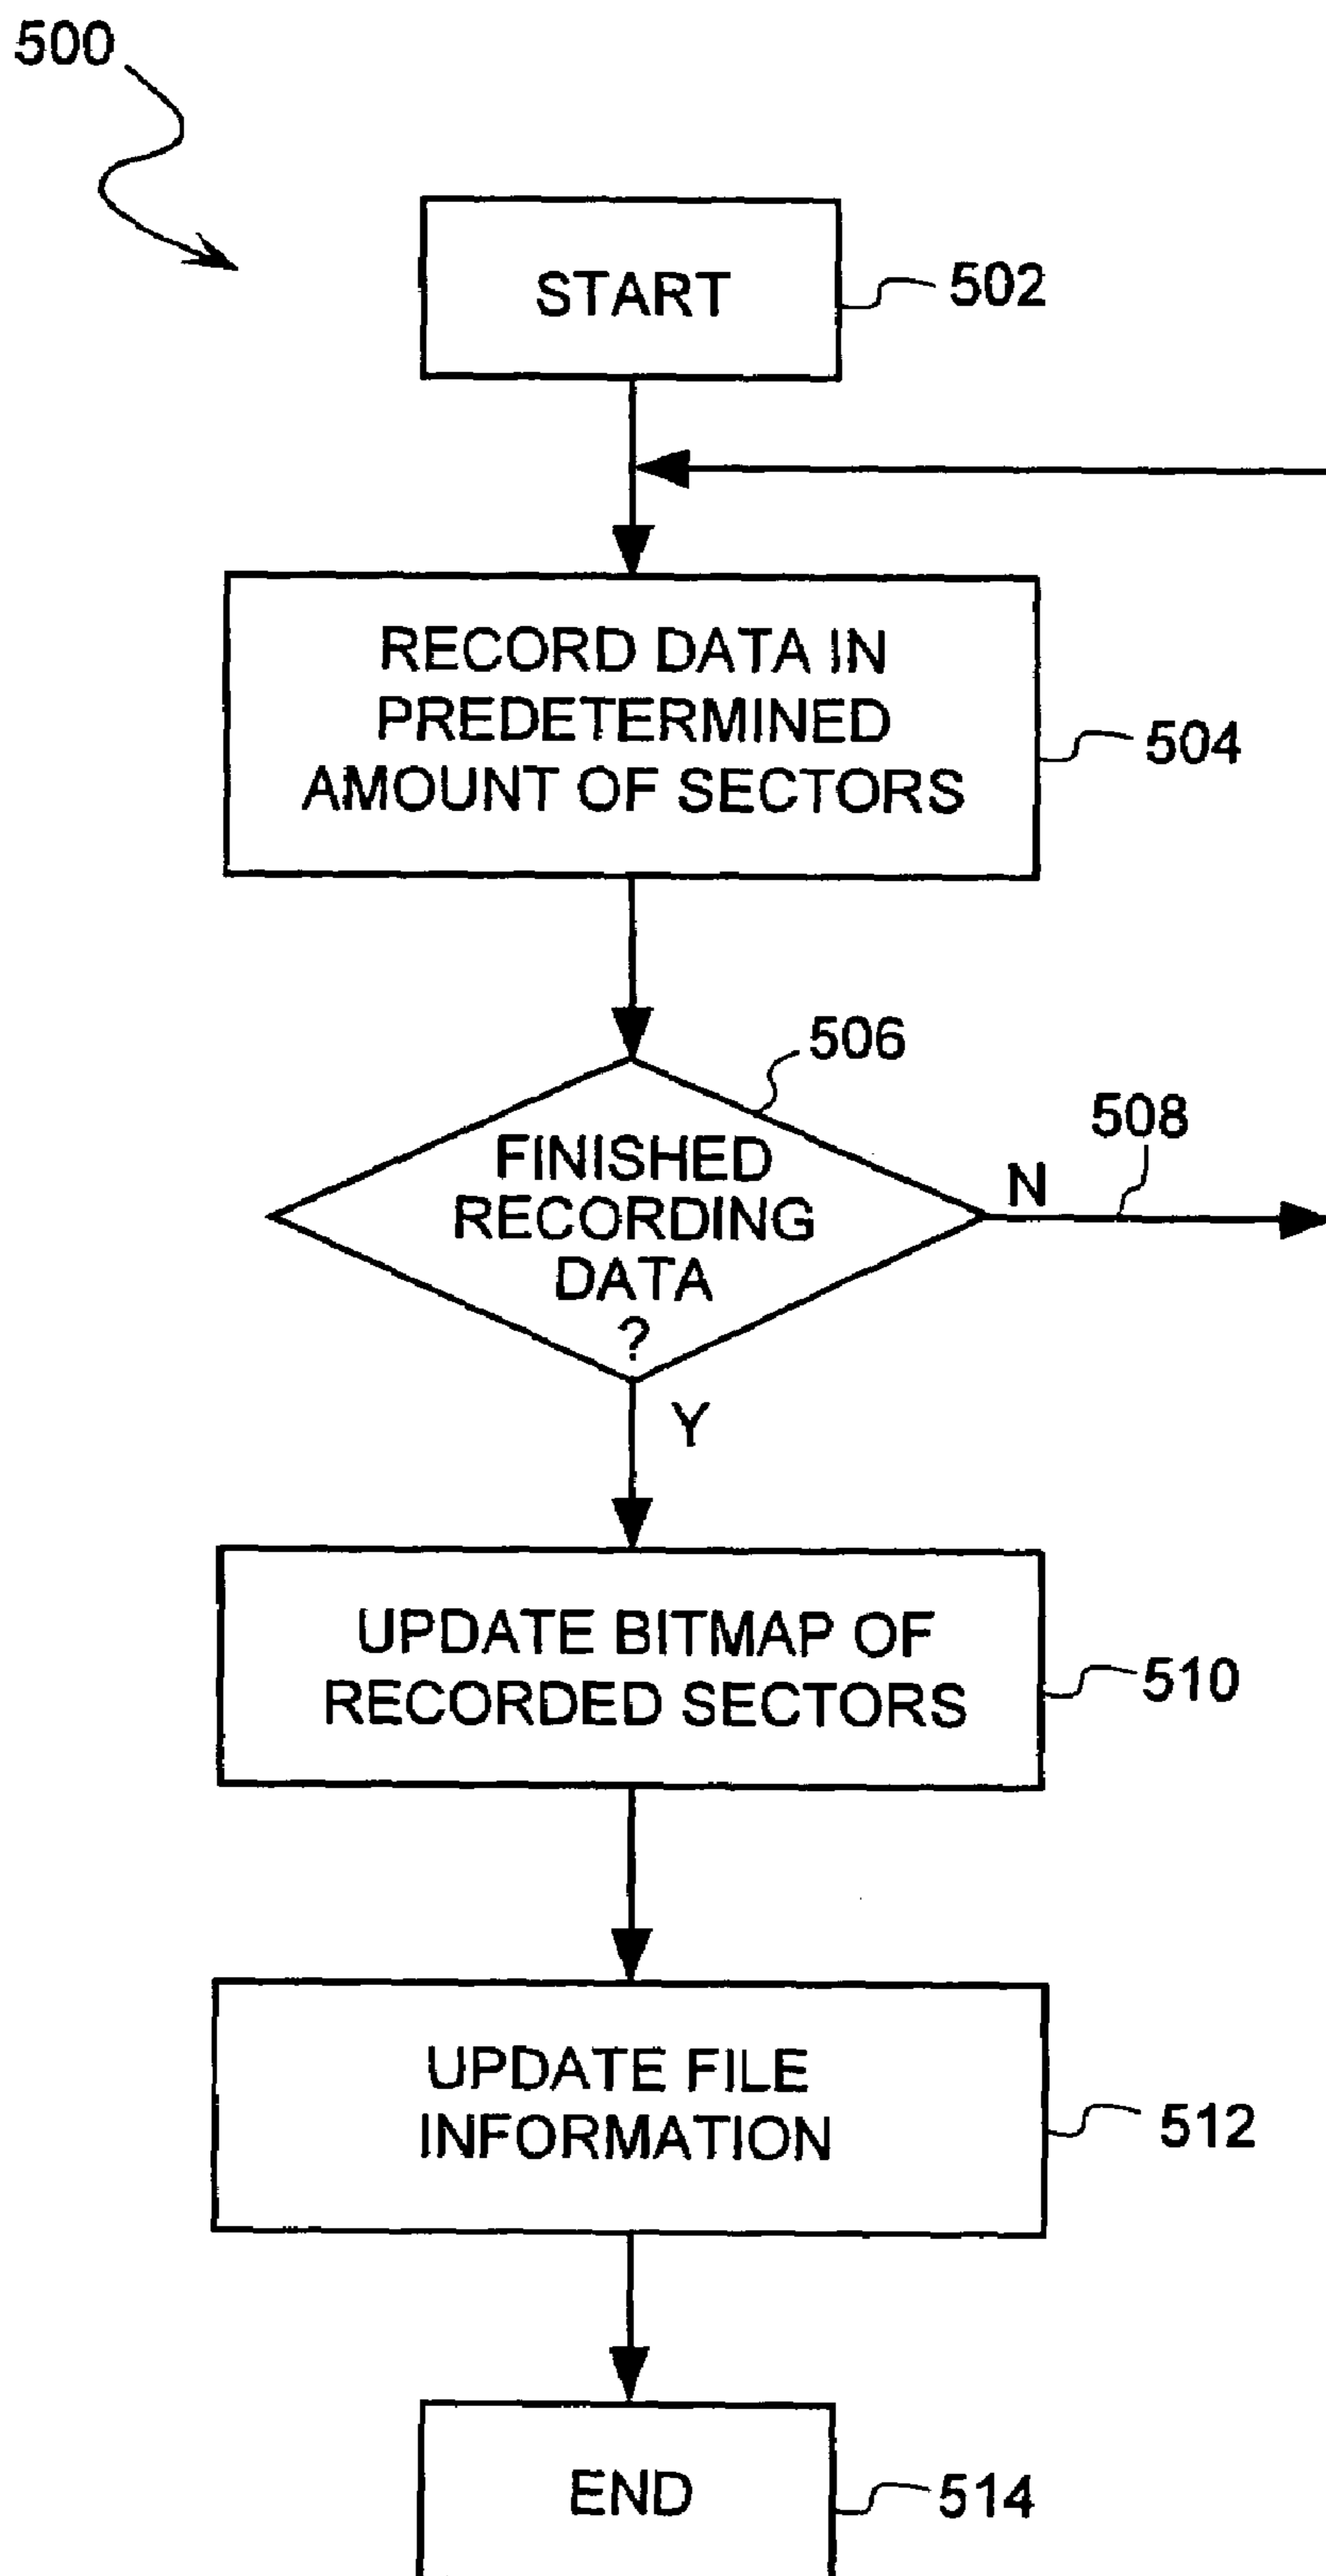 500
START
502
RECORD DATA IN
PREDETERMINED
AMOUNT OF SECTORS
504
506
FINISHED
RECORDING
DATA
?
N
508
Y
UPDATE BITMAP OF
RECORDED SECTORS
510
UPDATE FILE
INFORMATION
512
END
514